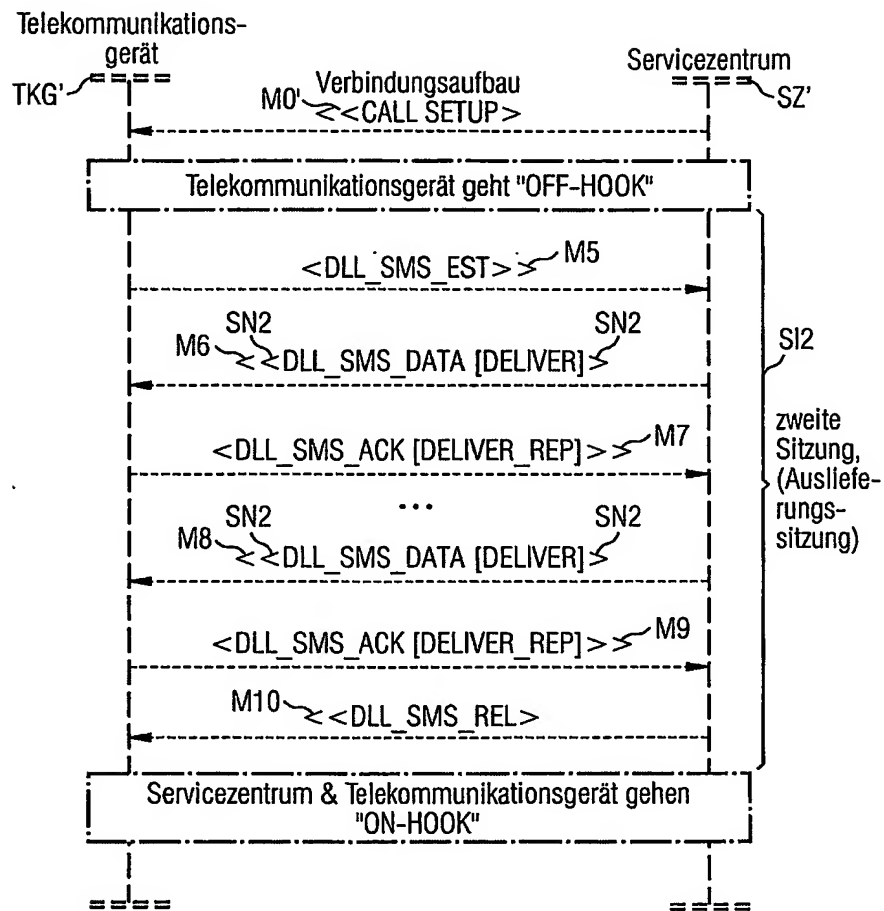 Telekommunikations-
gerät
TKG'
Servicezentrum
SZ'
Verbindungsaufbau
M0'
<CALL SETUP>
Telekommunikationsgerät geht "OFF-HOOK"
<DLL_SMS_EST>
M5
SN2
SN2
M6
<DLL_SMS_DATA [DELIVER]>
SI2
zweite
Sitzung,
(Ausliefe-
rungs-
sitzung)
<DLL_SMS_ACK [DELIVER_REP]>
M7
...
SN2
SN2
M8
<DLL_SMS_DATA [DELIVER]>
<DLL_SMS_ACK [DELIVER_REP]>
M9
M10
<DLL_SMS_REL>
Servicezentrum & Telekommunikationsgerät gehen
"ON-HOOK"